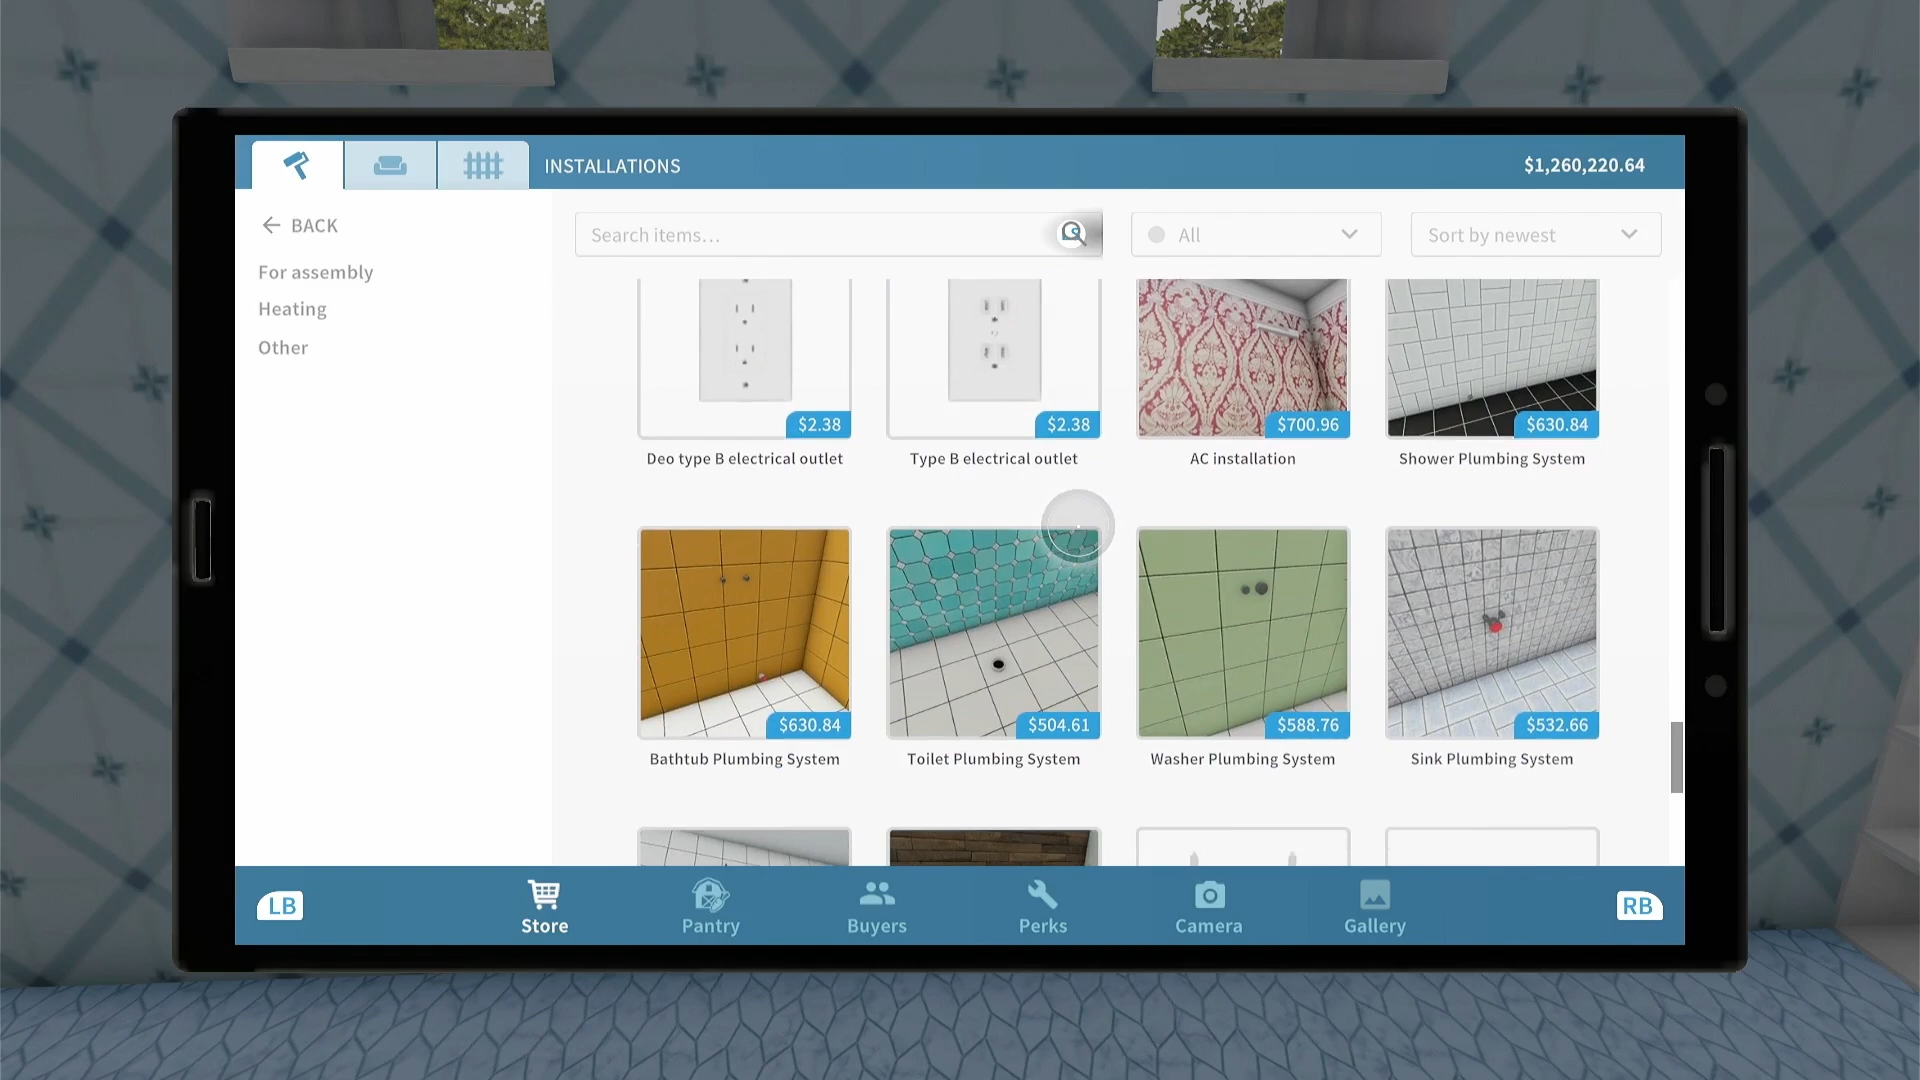 INSTALLATIONS
$1,260,220.64
BACK
For assembly
Heating
Other
Search items...
All
Sort by newest
$2.38
$2.38
$700.96
$630.84
Deo type B electrical outlet
Type B electrical outlet
AC installation
Shower Plumbing System
$630.84
$504.61
$588.76
$532.66
Bathtub Plumbing System
Toilet Plumbing System
Washer Plumbing System
Sink Plumbing System
LB
Store
Pantry
Buyers
Perks
Camera
Gallery
RB